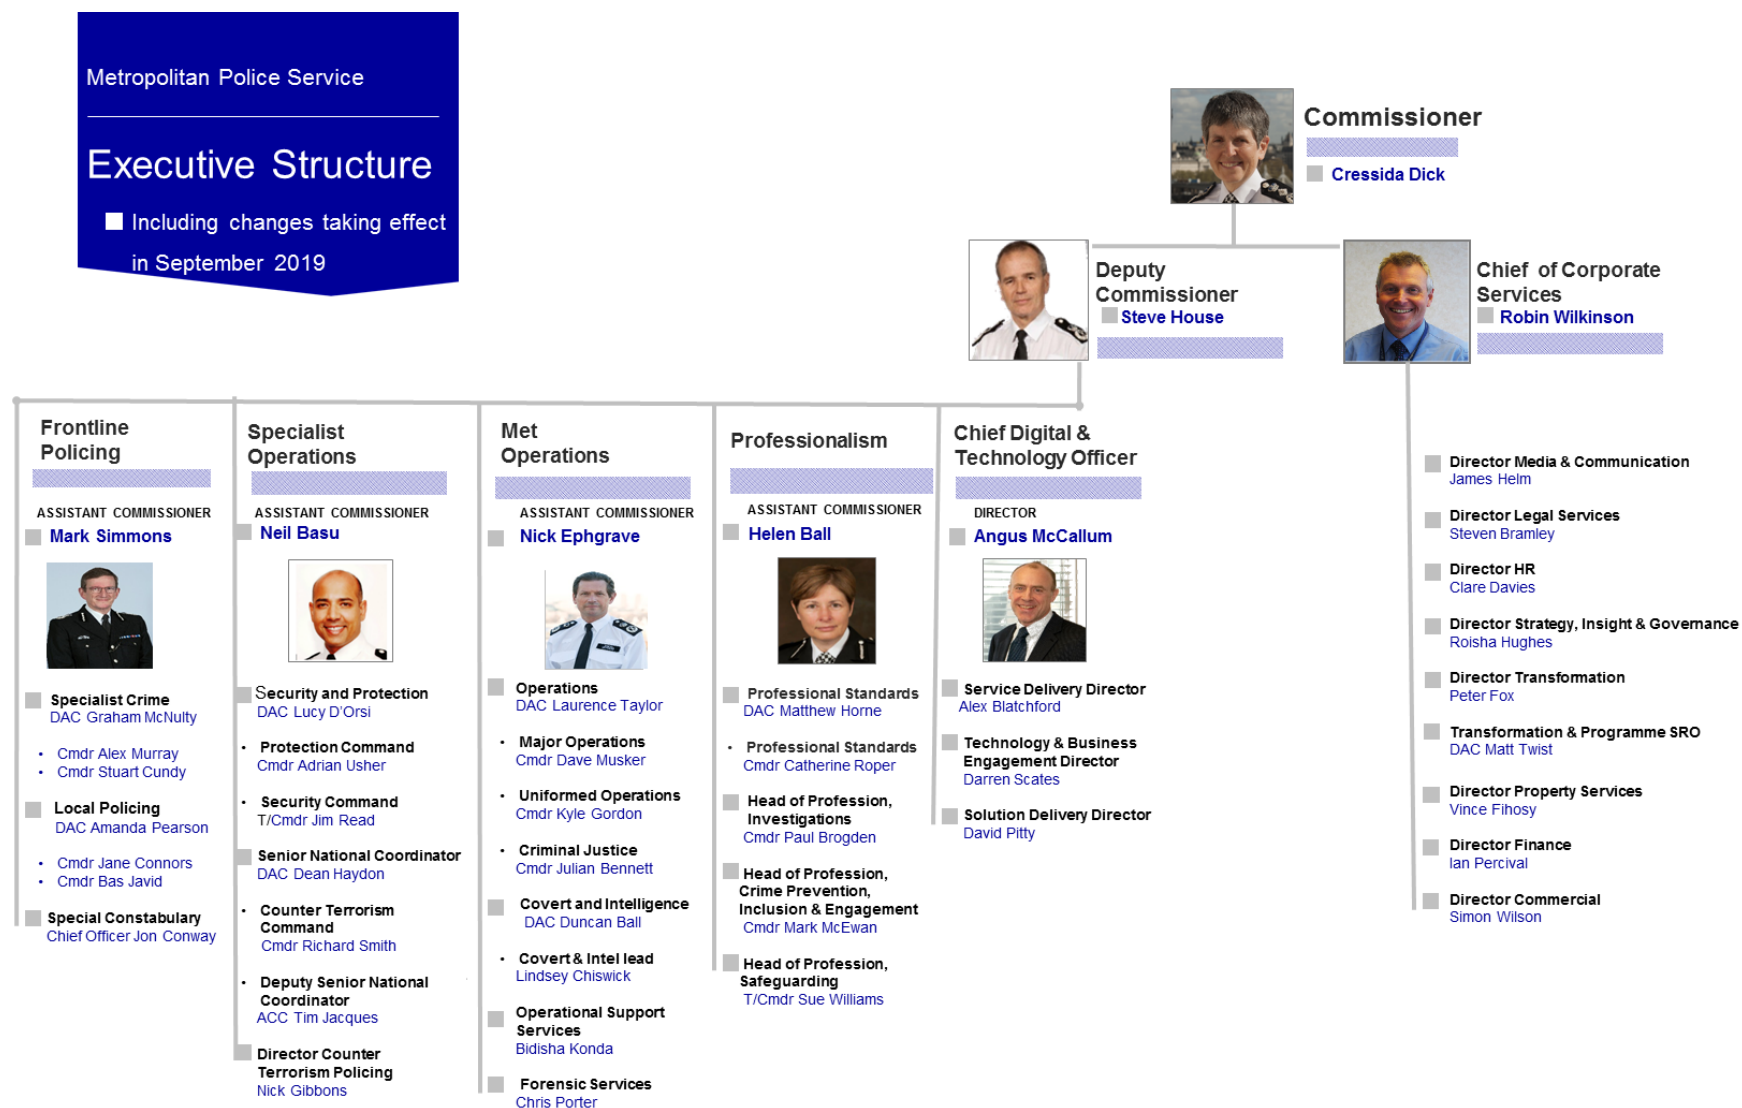 Metropolitan Police Service
Executive Structure
Including changes taking effect
in September 2019
Commissioner
Cressida Dick
Deputy
Commissioner
Steve House
Chief of Corporate
Services
Robin Wilkinson
Frontline
Policing
ASSISTANT COMMISSIONER
Mark Simmons
Specialist Crime
DAC Graham McNulty
• Cmdr Alex Murray
• Cmdr Stuart Cundy
Local Policing
DAC Amanda Pearson
• Cmdr Jane Connors
• Cmdr Bas Javid
Special Constabulary
Chief Officer Jon Conway
Specialist
Operations
ASSISTANT COMMISSIONER
Neil Basu
Security and Protection
DAC Lucy D'Orsi
• Protection Command
Cmdr Adrian Usher
• Security Command
T/Cmdr Jim Read
Senior National Coordinator
DAC Dean Haydon
• Counter Terrorism
Command
Cmdr Richard Smith
• Deputy Senior National
Coordinator
ACC Tim Jacques
Director Counter
Terrorism Policing
Nick Gibbons
Met
Operations
ASSISTANT COMMISSIONER
Nick Ephgrave
Operations
DAC Laurence Taylor
• Major Operations
Cmdr Dave Musker
• Uniformed Operations
Cmdr Kyle Gordon
• Criminal Justice
Cmdr Julian Bennett
Covert and Intelligence
DAC Duncan Ball
• Covert & Intel lead
Lindsey Chiswick
Operational Support
Services
Bidisha Konda
Forensic Services
Chris Porter
Professionalism
ASSISTANT COMMISSIONER
Helen Ball
Professional Standards
DAC Matthew Horne
• Professional Standards
Cmdr Catherine Roper
Head of Profession,
Investigations
Cmdr Paul Brogden
Head of Profession,
Crime Prevention,
Inclusion & Engagement
Cmdr Mark McEwan
Head of Profession,
Safeguarding
T/Cmdr Sue Williams
Chief Digital &
Technology Officer
DIRECTOR
Angus McCallum
Service Delivery Director
Alex Blatchford
Technology & Business
Engagement Director
Darren Scates
Solution Delivery Director
David Pitty
Director Media & Communication
James Helm
Director Legal Services
Steven Bramley
Director HR
Clare Davies
Director Strategy, Insight & Governance
Roisha Hughes
Director Transformation
Peter Fox
Transformation & Programme SRO
DAC Matt Twist
Director Property Services
Vince Fihosy
Director Finance
Ian Percival
Director Commercial
Simon Wilson